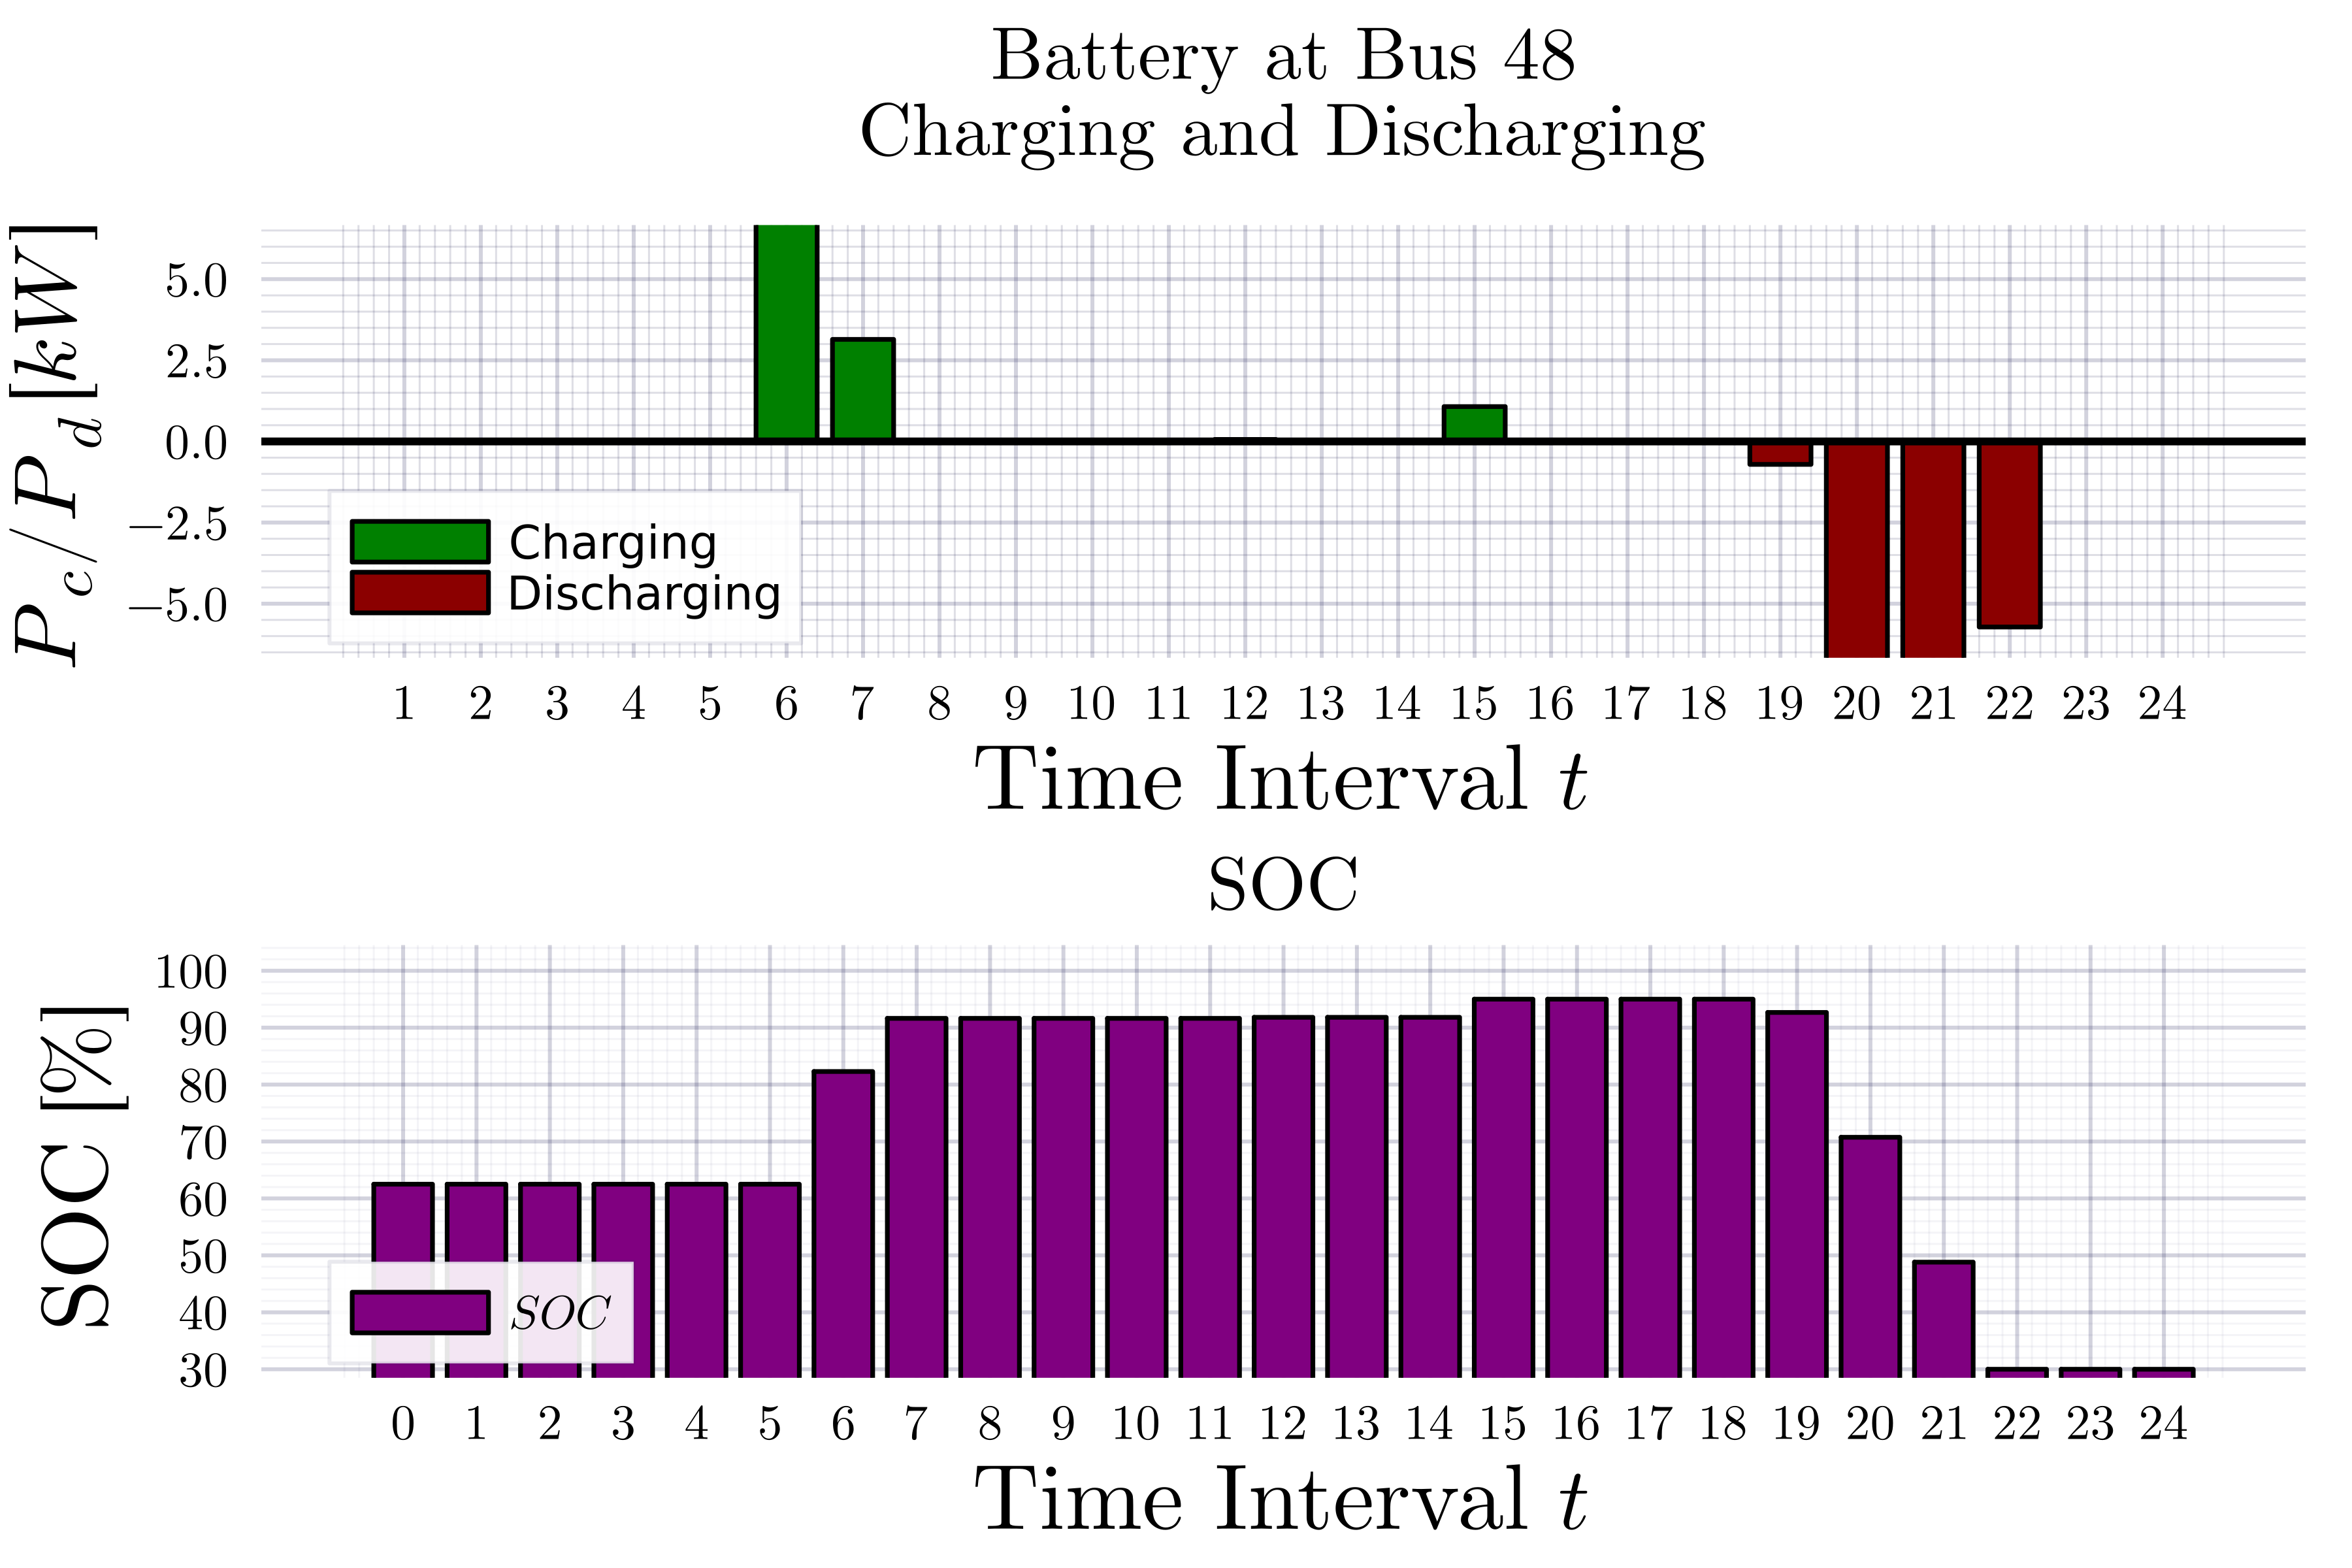 Battery at Bus 48
Charging and Discharging
P_c/P_d [kW]
5.0
2.5
0.0
−2.5
−5.0
Charging
Discharging
1 2 3 4 5 6 7 8 9 10 11 12 13 14 15 16 17 18 19 20 21 22 23 24
Time Interval t
SOC
SOC [%]
100
90
80
70
60
50
40
30
SOC
0 1 2 3 4 5 6 7 8 9 10 11 12 13 14 15 16 17 18 19 20 21 22 23 24
Time Interval t